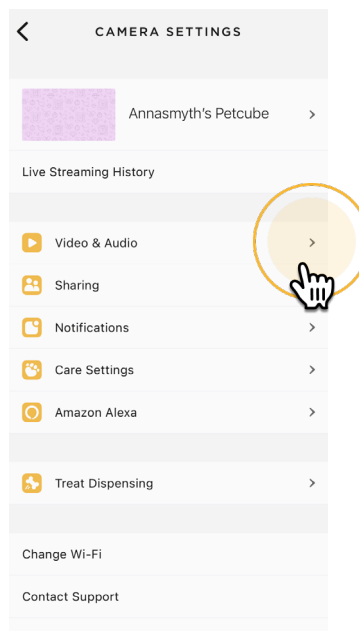 CAMERA SETTINGS
Annasmyth's Petcube
Live Streaming History
Video & Audio
Sharing
Notifications
Care Settings
Amazon Alexa
Treat Dispensing
Change Wi-Fi
Contact Support